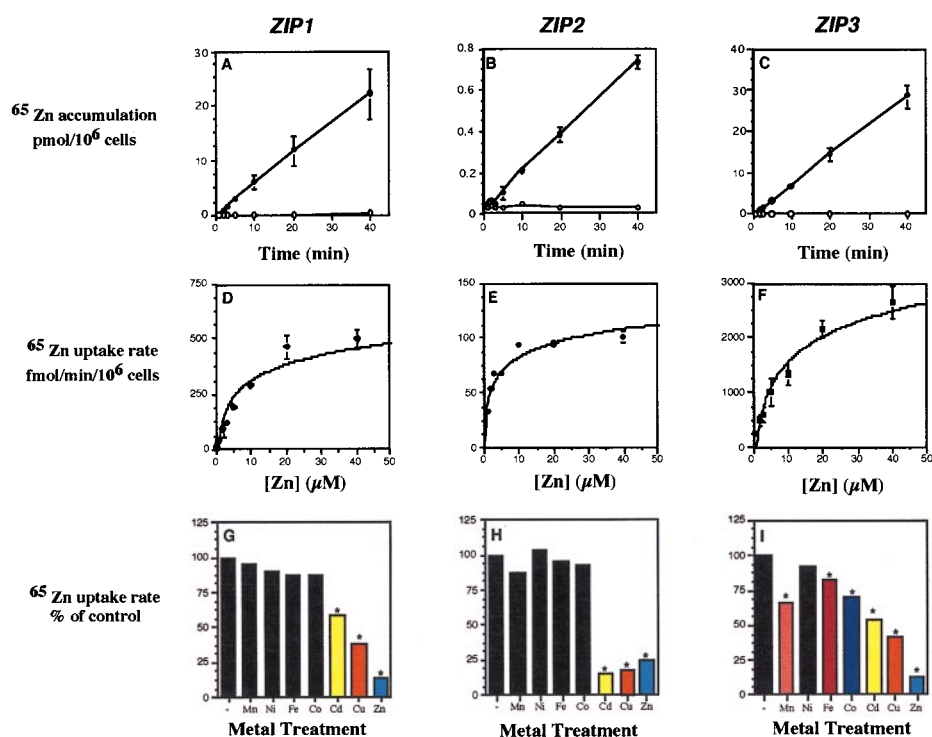 ZIP1 ZIP2 ZIP3
A B C
30 20 10 0
0.8 0.6 0.4 0.2 0
40 30 20 10 0
65 Zn accumulation
pmol/10^6 cells
0 10 20 30 40
0 10 20 30 40
0 10 20 30 40
Time (min) Time (min) Time (min)
D E F
750 500 250 0
150 100 50 0
3000 2000 1000 0
65 Zn uptake rate
fmol/min/10^6 cells
0 10 20 30 40 50
0 10 20 30 40 50
0 10 20 30 40 50
[Zn] (µM) [Zn] (µM) [Zn] (µM)
G H I
125 100 75 50 25 0
125 100 75 50 25 0
125 100 75 50 25 0
65 Zn uptake rate
% of control
* * *
* * *
* * * * * *
- Mn Ni Fe Co Cd Cu Zn
- Mn Ni Fe Co Cd Cu Zn
- Mn Ni Fe Co Cd Cu Zn
Metal Treatment Metal Treatment Metal Treatment